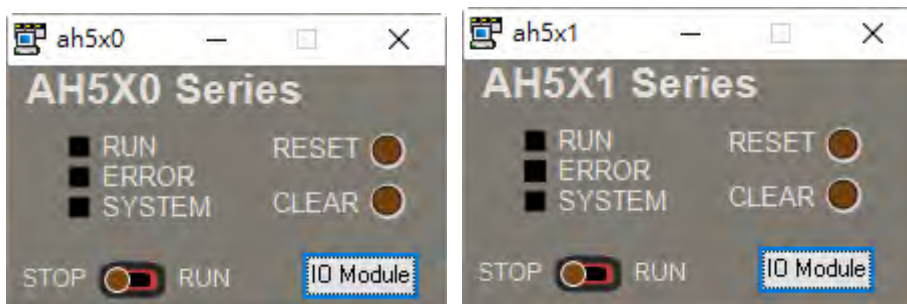 ah5x0
AH5X0 Series
RUN
RESET
ERROR
SYSTEM
CLEAR
STOP
RUN
IO Module
ah5x1
AH5X1 Series
RUN
RESET
ERROR
SYSTEM
CLEAR
STOP
RUN
IO Module